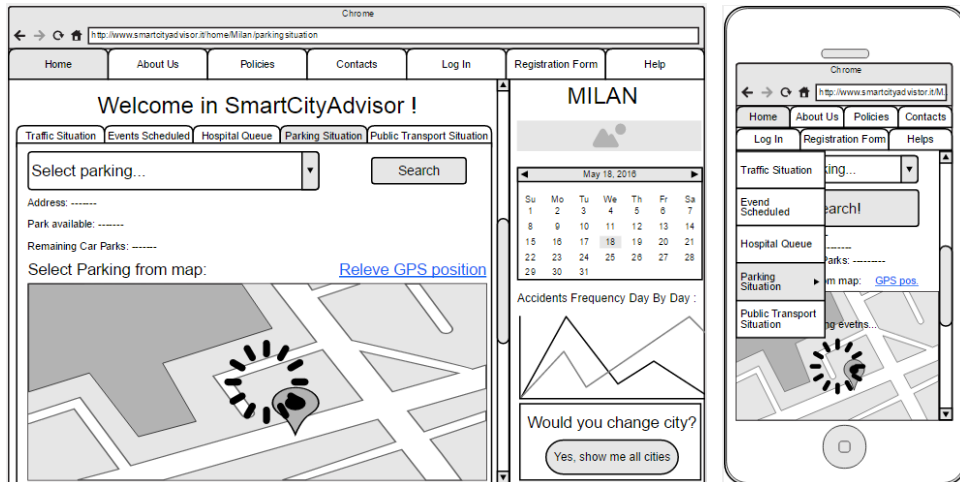 Chrome
http://www.smartcityadvisor.it/home/Milan/parking situation
Home About Us Policies Contacts Log In Registration Form Help
Welcome in SmartCityAdvisor !
Traffic Situation Events Scheduled Hospital Queue Parking Situation Public Transport Situation
Select parking...
Search
Address: -------
Park available: -------
Remaining Car Parks: -------
Select Parking from map: Releve GPS position
MILAN
May 18, 2016
Su Mo Tu We Th Fr Sa
1 2 3 4 5 6 7
8 9 10 11 12 13 14
15 16 17 18 19 20 21
22 23 24 25 26 27 28
29 30 31
Accidents Frequency Day By Day :
Would you change city?
Yes, show me all cities
Chrome
http://www.smartcityadvistor.it/M..
Home About Us Policies Contacts
Log In Registration Form Helps
Traffic Situation
Evend
Scheduled
Hospital Queue
Parking
Situation
Public Transport
Situation
king...
earch!
-------
arks: ---------
om map: GPS pos.
ng evetns...